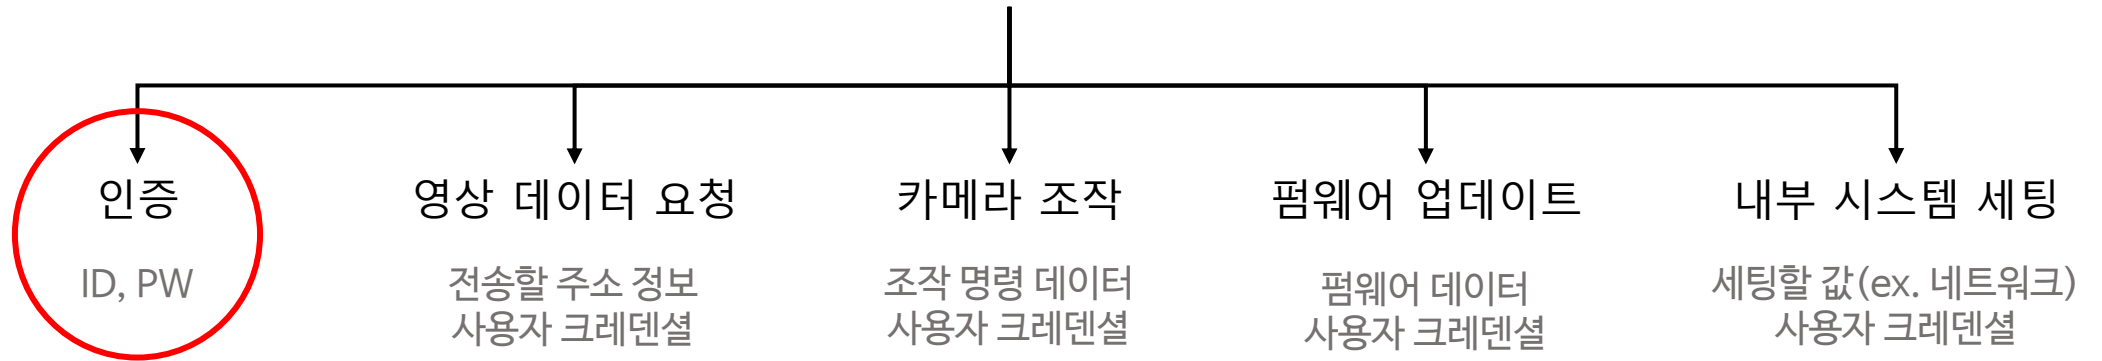 인증
ID, PW
영상 데이터 요청
전송할 주소 정보
사용자 크레덴셜
카메라 조작
조작 명령 데이터
사용자 크레덴셜
펌웨어 업데이트
펌웨어 데이터
사용자 크레덴셜
내부 시스템 세팅
세팅할 값(ex. 네트워크)
사용자 크레덴셜